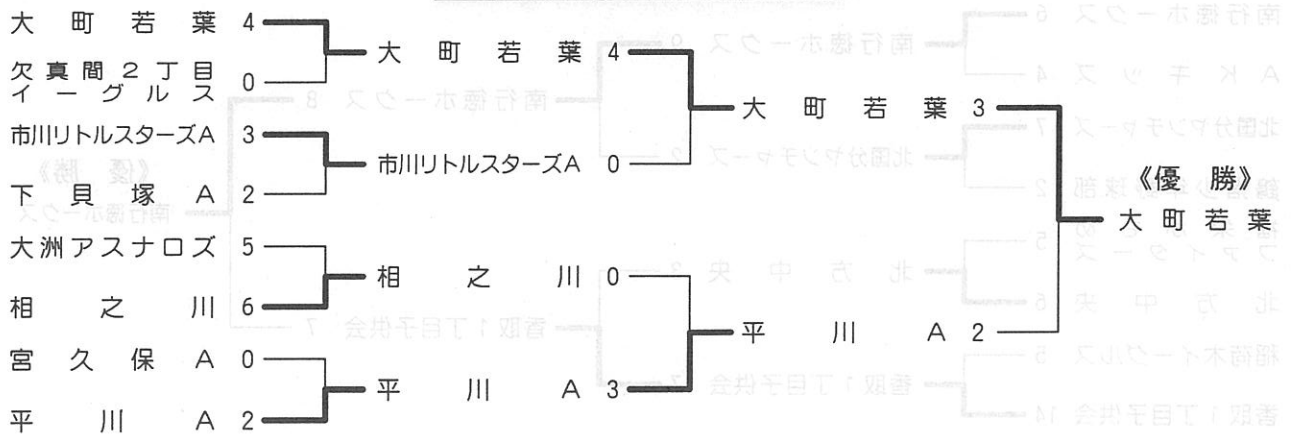 大町若葉 4
欠真間2丁目
イーグルス 0
市川リトルスターズA 3
下貝塚A 2
大洲アスナロズ 5
相之川 6
宮久保A 0
平川A 2
大町若葉 4
市川リトルスターズA 0
相之川 0
平川A 3
大町若葉 3
平川A 2
《優 勝》
大町若葉